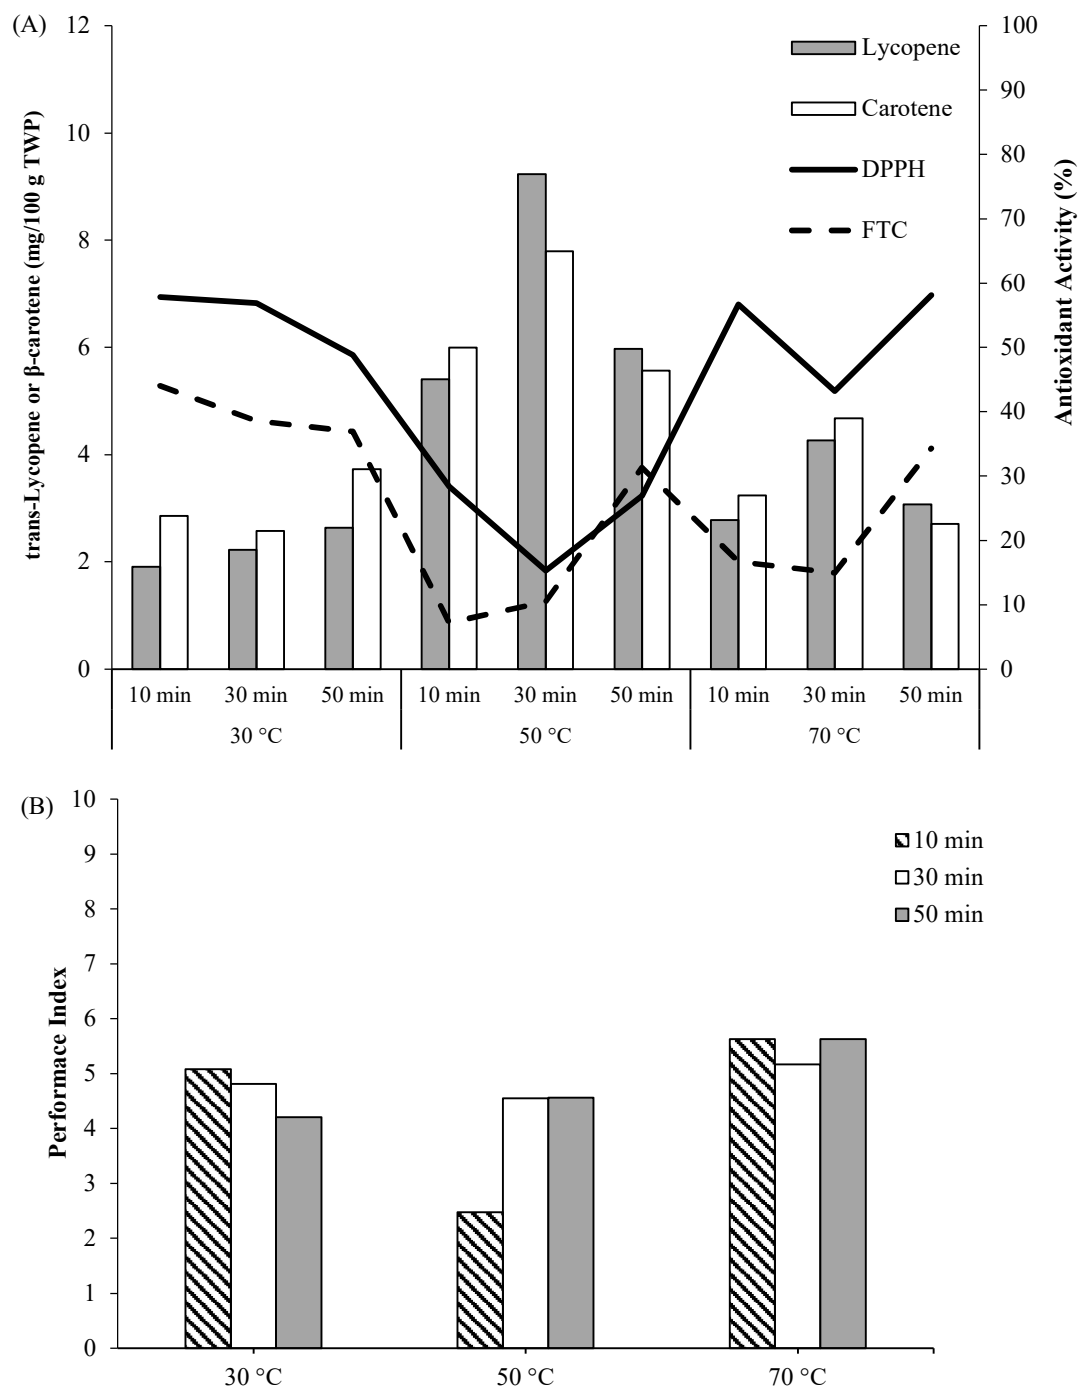 (A)
trans-Lycopene or β-carotene (mg/100 g TWP)
12
10
8
6
4
2
0
Lycopene
Carotene
DPPH
FTC
100
90
80
70
60
50
40
30
20
10
0
Antioxidant Activity (%)
10 min 30 min 50 min 10 min 30 min 50 min 10 min 30 min 50 min
30 °C 50 °C 70 °C
(B)
Performace Index
10
9
8
7
6
5
4
3
2
1
0
10 min
30 min
50 min
30 °C 50 °C 70 °C